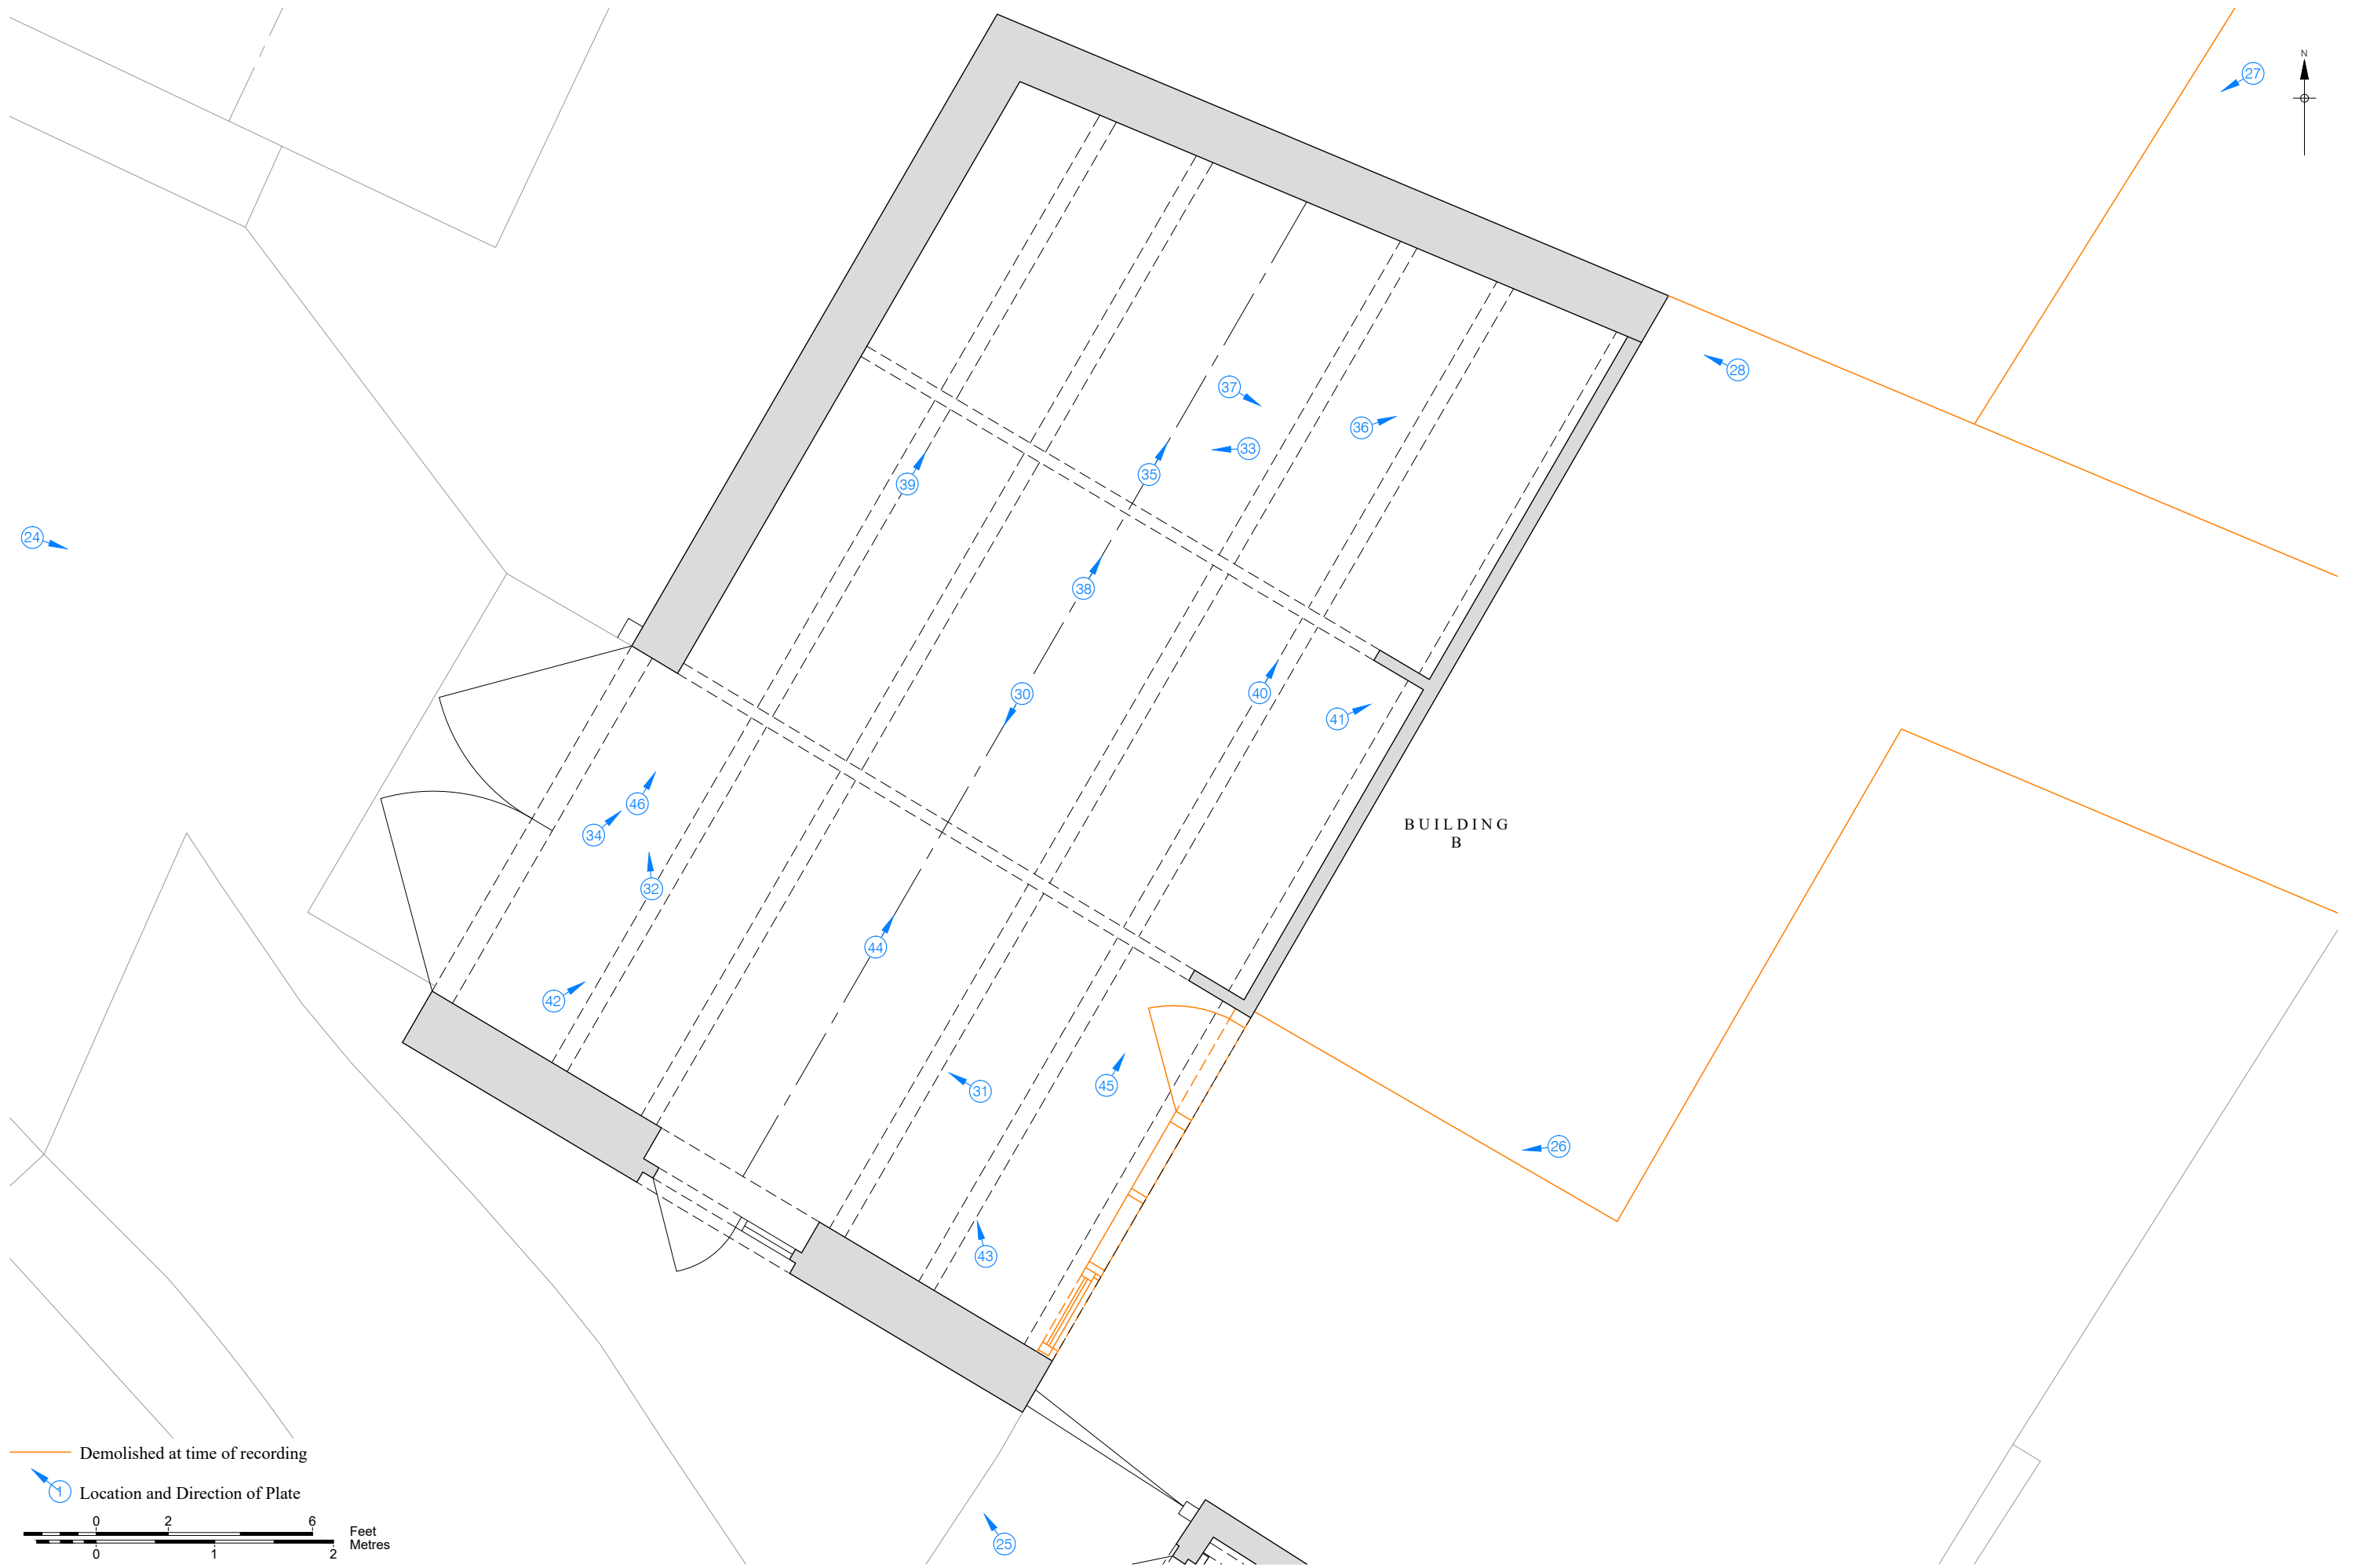 N
27
28
37
36
33
35
39
24
38
30
40
41
46
34
BUILDING
B
32
44
42
31
45
26
43
Demolished at time of recording
1 Location and Direction of Plate
0 2 6
Feet
Metres
0 1 2
25